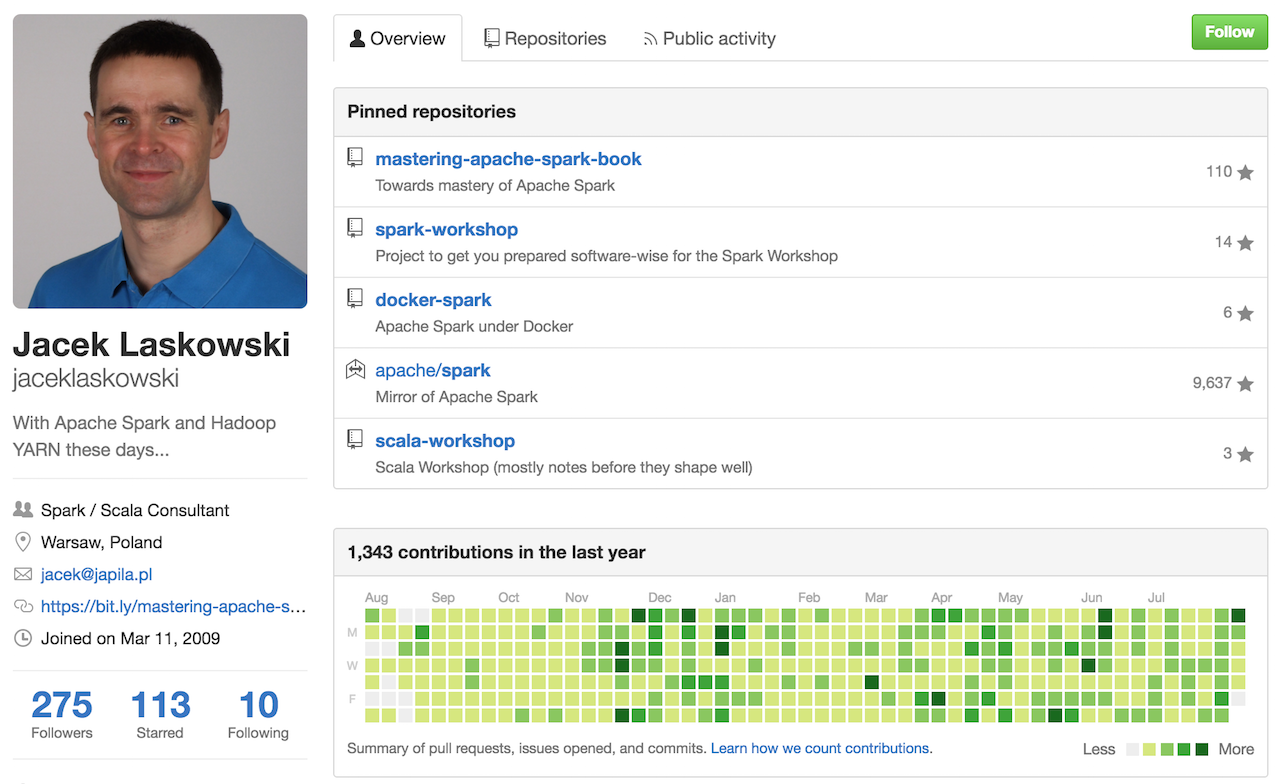 Overview
Repositories
Public activity
Follow
Pinned repositories
mastering-apache-spark-book
Towards mastery of Apache Spark
110
spark-workshop
Project to get you prepared software-wise for the Spark Workshop
14
docker-spark
Apache Spark under Docker
6
apache/spark
Mirror of Apache Spark
9,637
scala-workshop
Scala Workshop (mostly notes before they shape well)
3
Jacek Laskowski
jaceklaskowski
With Apache Spark and Hadoop
YARN these days...
Spark / Scala Consultant
Warsaw, Poland
jacek@japila.pl
https://bit.ly/mastering-apache-s...
Joined on Mar 11, 2009
275 113 10
Followers Starred Following
1,343 contributions in the last year
Aug Sep Oct Nov Dec Jan Feb Mar Apr May Jun Jul
M
W
F
Summary of pull requests, issues opened, and commits. Learn how we count contributions.
Less More